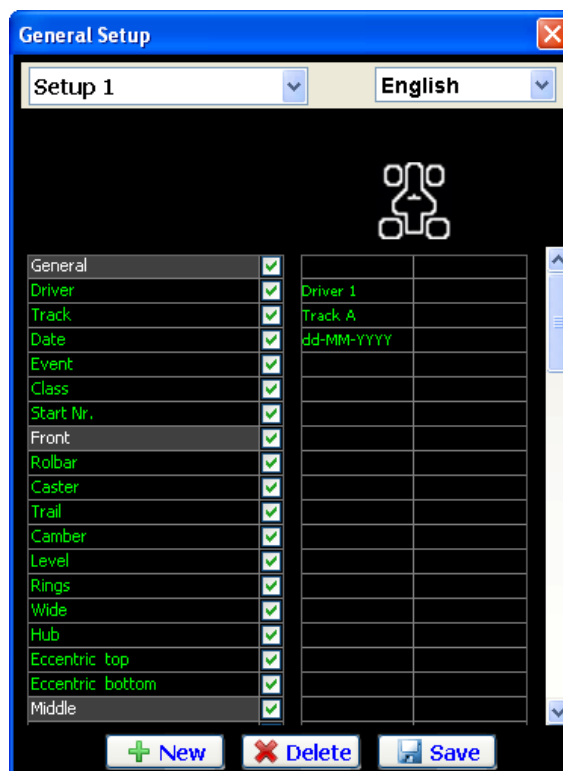 General Setup
Setup 1 English
General
Driver Driver 1
Track Track A
Date dd-MM-YYYY
Event
Class
Start Nr.
Front
Rolbar
Caster
Trail
Camber
Level
Rings
Wide
Hub
Eccentric top
Eccentric bottom
Middle
New Delete Save